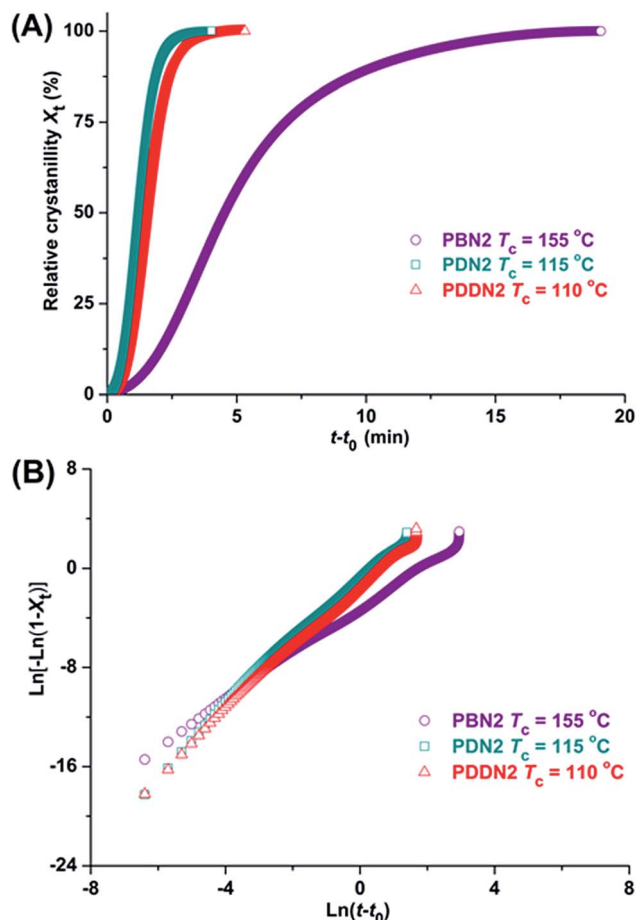 (A)
100
75
50
25
0
Relative crystanillity Xt (%)
PBN2 Tc = 155 °C
PDN2 Tc = 115 °C
PDDN2 Tc = 110 °C
0 5 10 15 20
t-t0 (min)
(B)
8
0
-8
-16
-24
Ln[-Ln(1-Xt)]
PBN2 Tc = 155 °C
PDN2 Tc = 115 °C
PDDN2 Tc = 110 °C
-8 -4 0 4 8
Ln(t-t0)